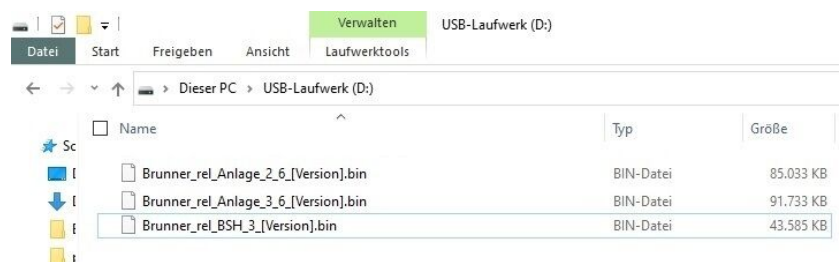 Verwalten USB-Laufwerk (D:)
Datei Start Freigeben Ansicht Laufwerktools
Dieser PC > USB-Laufwerk (D:)
Name Typ Größe
Brunner_rel_Anlage_2_6_[Version].bin BIN-Datei 85.033 KB
Brunner_rel_Anlage_3_6_[Version].bin BIN-Datei 91.733 KB
Brunner_rel_BSH_3_[Version].bin BIN-Datei 43.585 KB